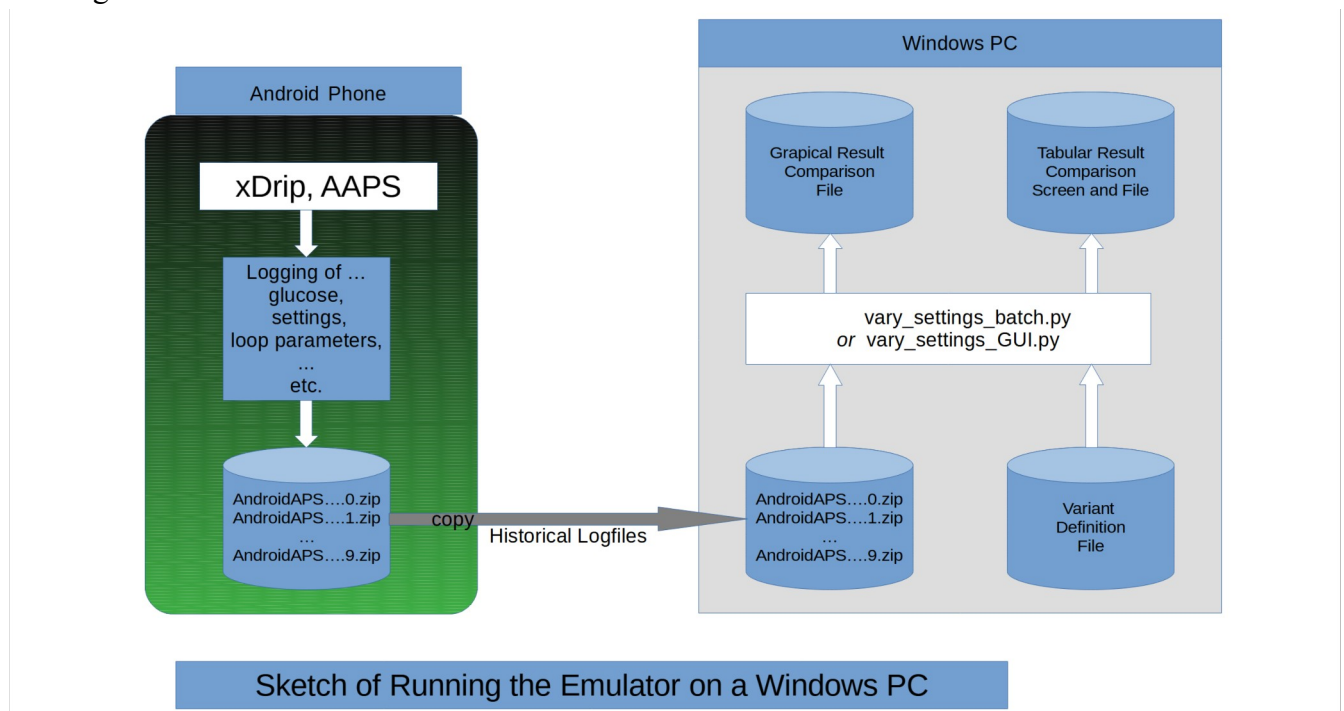 Android Phone
xDrip, AAPS
Logging of …
glucose,
settings,
loop parameters,
…
etc.
AndroidAPS….0.zip
AndroidAPS….1.zip
…
AndroidAPS….9.zip
copy
Historical Logfiles
Windows PC
Grapical Result
Comparison
File
Tabular Result
Comparison
Screen and File
vary_settings_batch.py
or vary_settings_GUI.py
AndroidAPS….0.zip
AndroidAPS….1.zip
…
AndroidAPS….9.zip
Variant
Definition
File
Sketch of Running the Emulator on a Windows PC